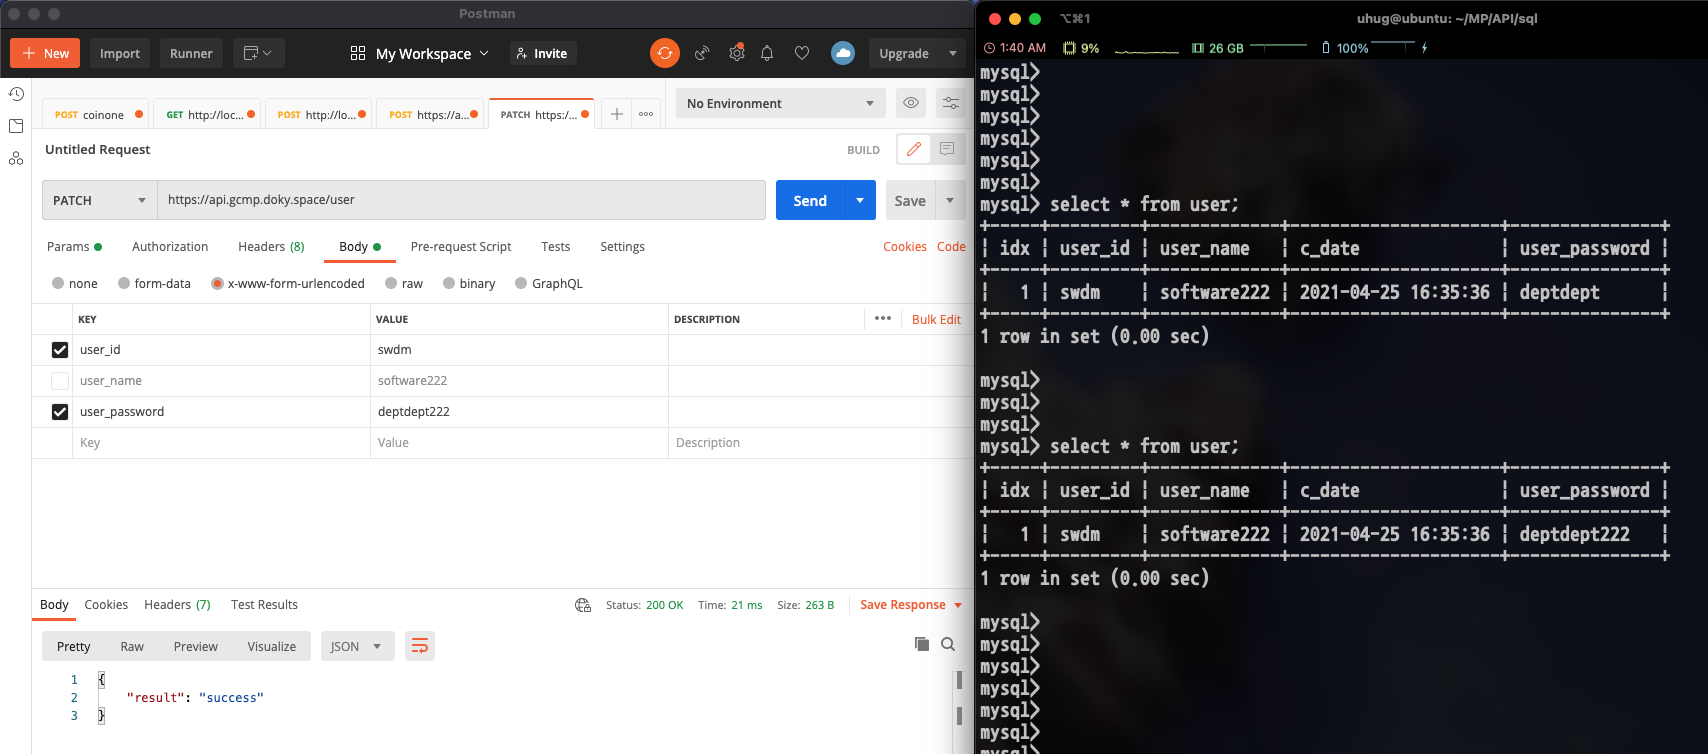 Postman
New
Import
Runner
My Workspace
Invite
Upgrade
POST coinone
GET http://loc...
POST http://lo...
POST https://a...
PATCH https:/...
No Environment
Untitled Request
BUILD
PATCH
https://api.gcmp.doky.space/user
Send
Save
Params
Authorization
Headers (8)
Body
Pre-request Script
Tests
Settings
Cookies
Code
none
form-data
x-www-form-urlencoded
raw
binary
GraphQL
KEY
VALUE
DESCRIPTION
Bulk Edit
user_id
swdm
user_name
software222
user_password
deptdept222
Key
Value
Description
Body
Cookies
Headers (7)
Test Results
Status: 200 OK
Time: 21 ms
Size: 263 B
Save Response
Pretty
Raw
Preview
Visualize
JSON
1 {
2 "result": "success"
3 }
⌥⌘1
uhug@ubuntu: ~/MP/API/sql
1:40 AM
9%
26 GB
100%
mysql>
mysql>
mysql>
mysql>
mysql>
mysql>
mysql> select * from user;
+-----+---------+-------------+---------------------+---------------+
| idx | user_id | user_name   | c_date              | user_password |
+-----+---------+-------------+---------------------+---------------+
|   1 | swdm    | software222 | 2021-04-25 16:35:36 | deptdept      |
+-----+---------+-------------+---------------------+---------------+
1 row in set (0.00 sec)
mysql>
mysql>
mysql>
mysql> select * from user;
+-----+---------+-------------+---------------------+---------------+
| idx | user_id | user_name   | c_date              | user_password |
+-----+---------+-------------+---------------------+---------------+
|   1 | swdm    | software222 | 2021-04-25 16:35:36 | deptdept222   |
+-----+---------+-------------+---------------------+---------------+
1 row in set (0.00 sec)
mysql>
mysql>
mysql>
mysql>
mysql>
mysql>
mysql>